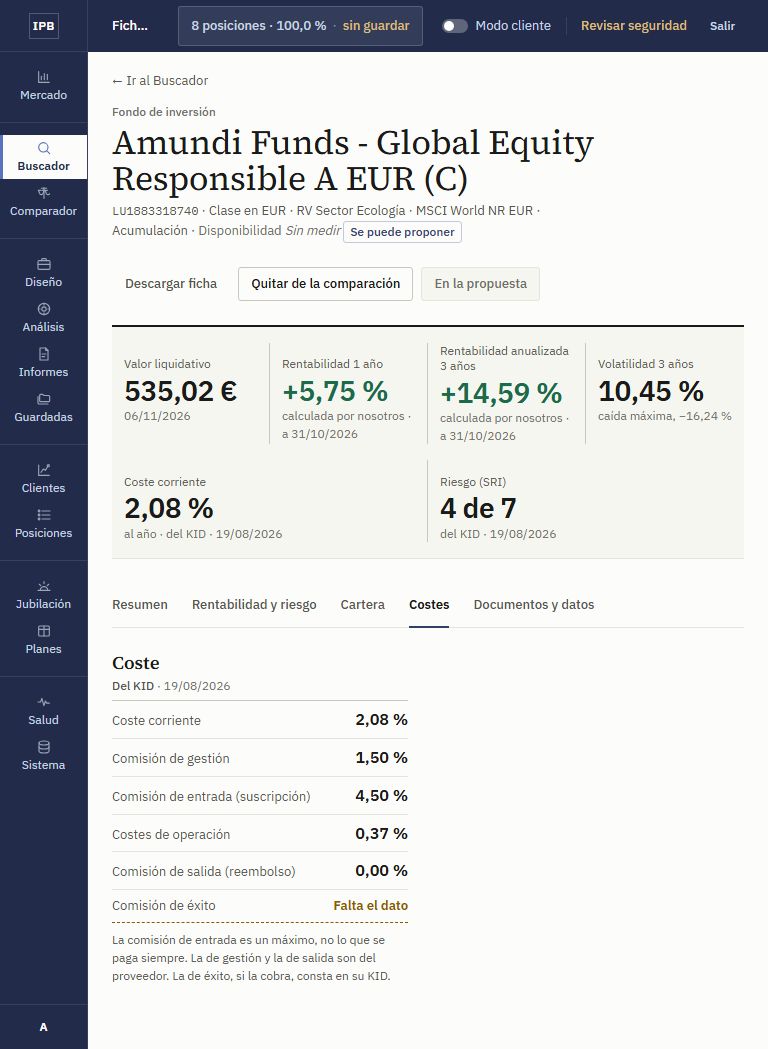 IPB
Fich...
8 posiciones · 100,0 % · sin guardar
Modo cliente
Revisar seguridad
Salir
Mercado
Buscador
Comparador
Diseño
Análisis
Informes
Guardadas
Clientes
Posiciones
Jubilación
Planes
Salud
Sistema
A
← Ir al Buscador
Fondo de inversión
Amundi Funds - Global Equity
Responsible A EUR (C)
LU1883318740 · Clase en EUR · RV Sector Ecología · MSCI World NR EUR ·
Acumulación · Disponibilidad Sin medir Se puede proponer
Descargar ficha
Quitar de la comparación
En la propuesta
Valor liquidativo
535,02 €
06/11/2026
Rentabilidad 1 año
+5,75 %
calculada por nosotros ·
a 31/10/2026
Rentabilidad anualizada
3 años
+14,59 %
calculada por nosotros ·
a 31/10/2026
Volatilidad 3 años
10,45 %
caída máxima, −16,24 %
Coste corriente
2,08 %
al año · del KID · 19/08/2026
Riesgo (SRI)
4 de 7
del KID · 19/08/2026
Resumen
Rentabilidad y riesgo
Cartera
Costes
Documentos y datos
Coste
Del KID · 19/08/2026
Coste corriente 2,08 %
Comisión de gestión 1,50 %
Comisión de entrada (suscripción) 4,50 %
Costes de operación 0,37 %
Comisión de salida (reembolso) 0,00 %
Comisión de éxito Falta el dato
La comisión de entrada es un máximo, no lo que se
paga siempre. La de gestión y la de salida son del
proveedor. La de éxito, si la cobra, consta en su KID.